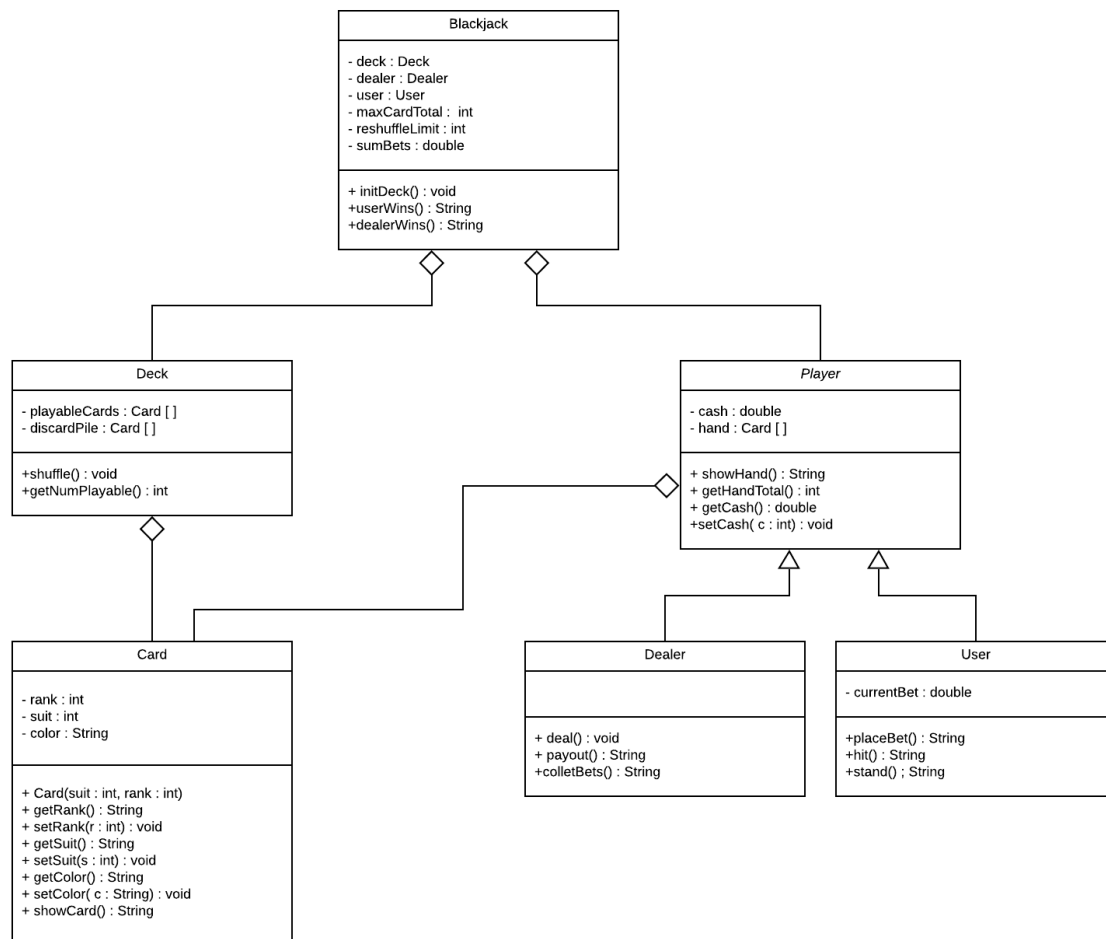 Blackjack
- deck : Deck
- dealer : Dealer
- user : User
- maxCardTotal :  int
- reshuffleLimit : int
- sumBets : double
+ initDeck() : void
+userWins() : String
+dealerWins() : String
Deck
- playableCards : Card [ ]
- discardPile : Card [ ]
+shuffle() : void
+getNumPlayable() : int
Player
- cash : double
- hand : Card [ ]
+ showHand() : String
+ getHandTotal() : int
+ getCash() : double
+setCash( c : int) : void
Card
- rank : int
- suit : int
- color : String
+ Card(suit : int, rank : int)
+ getRank() : String
+ setRank(r : int) : void
+ getSuit() : String
+ setSuit(s : int) : void
+ getColor() : String
+ setColor( c : String) : void
+ showCard() : String
Dealer
+ deal() : void
+ payout() : String
+colletBets() : String
User
- currentBet : double
+placeBet() : String
+hit() : String
+stand() ; String